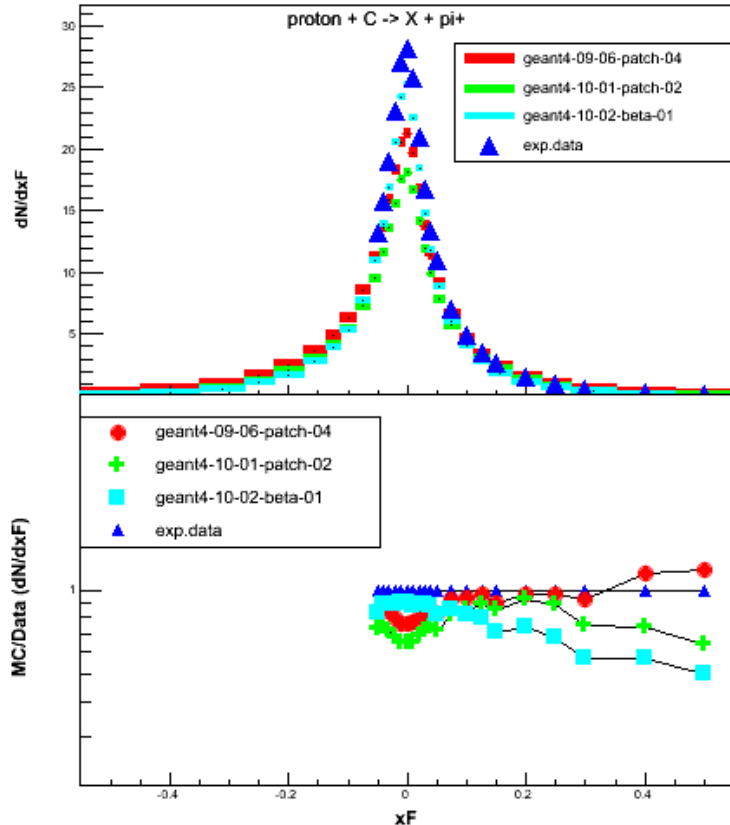 proton + C -> X + pi+
geant4-09-06-patch-04
geant4-10-01-patch-02
geant4-10-02-beta-01
exp.data
dN/dxF
30
25
20
15
10
5
geant4-09-06-patch-04
geant4-10-01-patch-02
geant4-10-02-beta-01
exp.data
MC/Data (dN/dxF)
1
-0.4 -0.2 0 0.2 0.4
xF